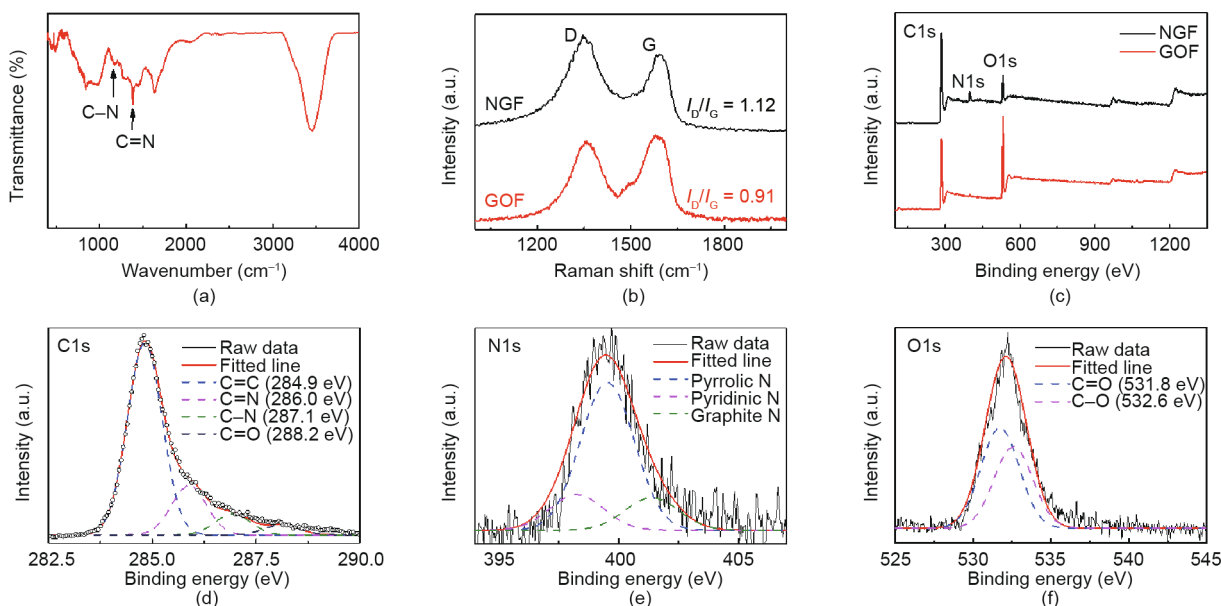 Transmittance (%)
C–N
C=N
1000
2000
3000
4000
Wavenumber (cm⁻¹)
(a)
Intensity (a.u.)
D
G
NGF
I_D/I_G = 1.12
GOF
I_D/I_G = 0.91
1200
1500
1800
Raman shift (cm⁻¹)
(b)
Intensity (a.u.)
C1s
N1s
O1s
NGF
GOF
300
600
900
1200
Binding energy (eV)
(c)
Intensity (a.u.)
C1s
Raw data
Fitted line
C=C (284.9 eV)
C=N (286.0 eV)
C–N (287.1 eV)
C=O (288.2 eV)
282.5
285.0
287.5
290.0
Binding energy (eV)
(d)
Intensity (a.u.)
N1s
Raw data
Fitted line
Pyrrolic N
Pyridinic N
Graphite N
395
400
405
Binding energy (eV)
(e)
Intensity (a.u.)
O1s
Raw data
Fitted line
C=O (531.8 eV)
C–O (532.6 eV)
525
530
535
540
545
Binding energy (eV)
(f)